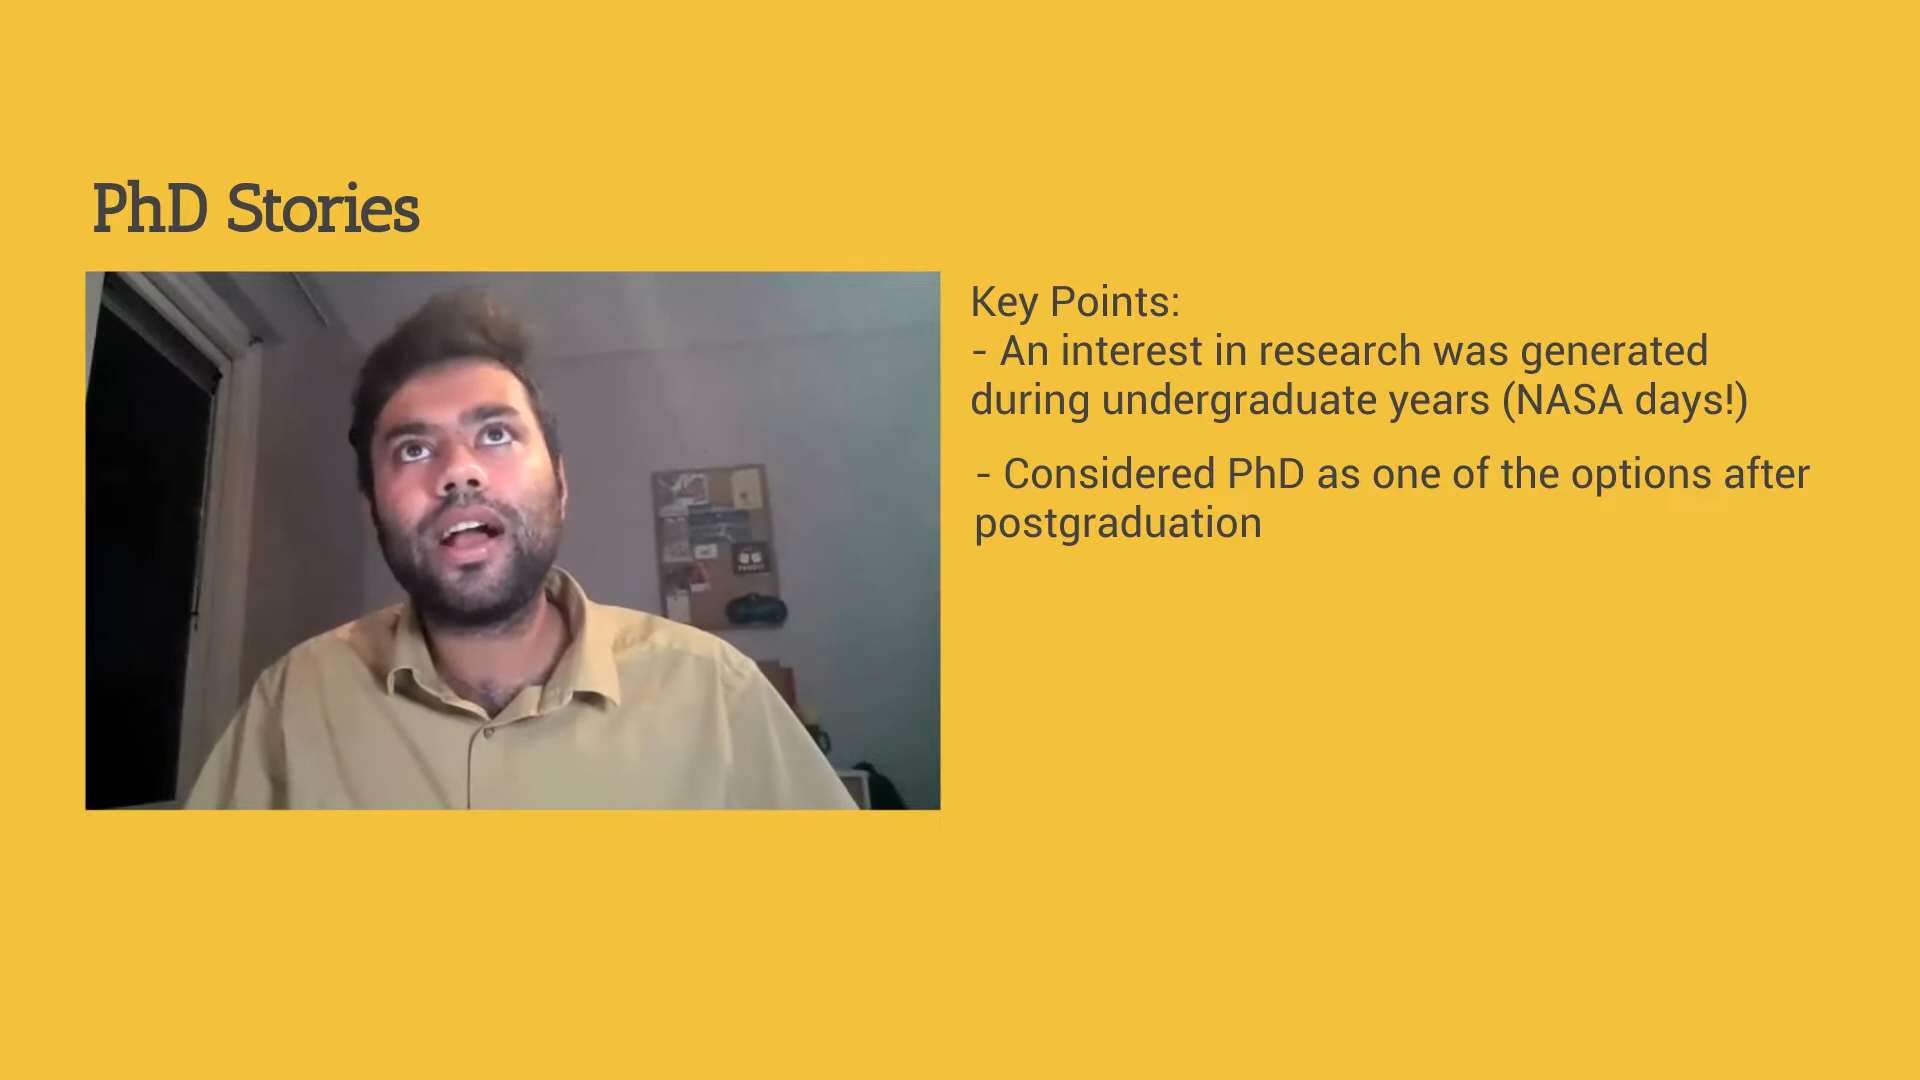 PhD Stories
Key Points:
- An interest in research was generated
during undergraduate years (NASA days!)
- Considered PhD as one of the options after
postgraduation